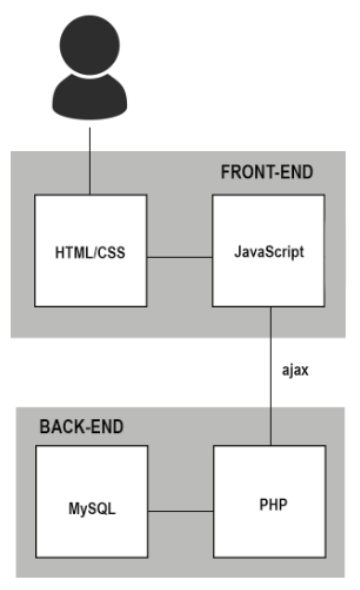 FRONT-END
HTML/CSS
JavaScript
ajax
BACK-END
MySQL
PHP